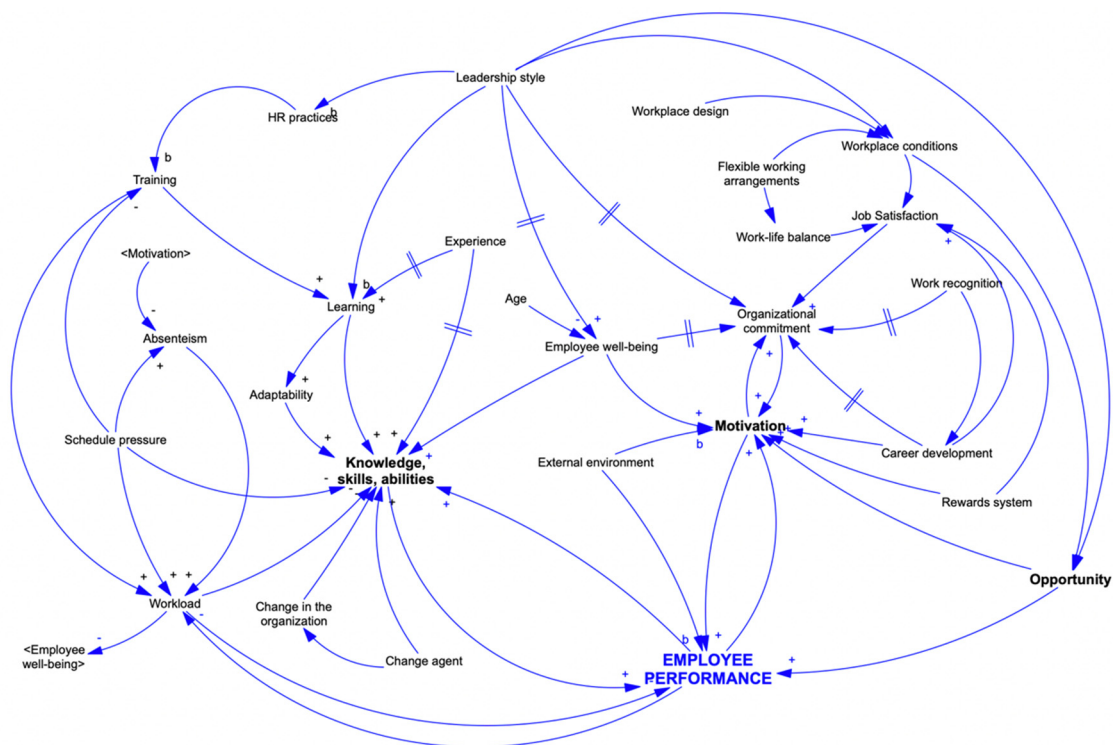 Leadership style
HR practices
b
Workplace design
Workplace conditions
b
Training
-
Flexible working
arrangements
Job Satisfaction
+
Work-life balance
Experience
<Motivation>
Work recognition
+
b
+
Learning
Age
-
+
Organizational
commitment
+
+
-
Absenteism
+
Employee well-being
+
Adaptability
+
+
+
Motivation
+
b
+
+
Schedule pressure
+
+
+
+
Career development
External environment
Knowledge,
skills, abilities
-
-
-
+
+
Rewards system
Opportunity
+
+
+
Workload
-
Change in the
organization
-
<Employee
well-being>
Change agent
b
+
EMPLOYEE
PERFORMANCE
+
+